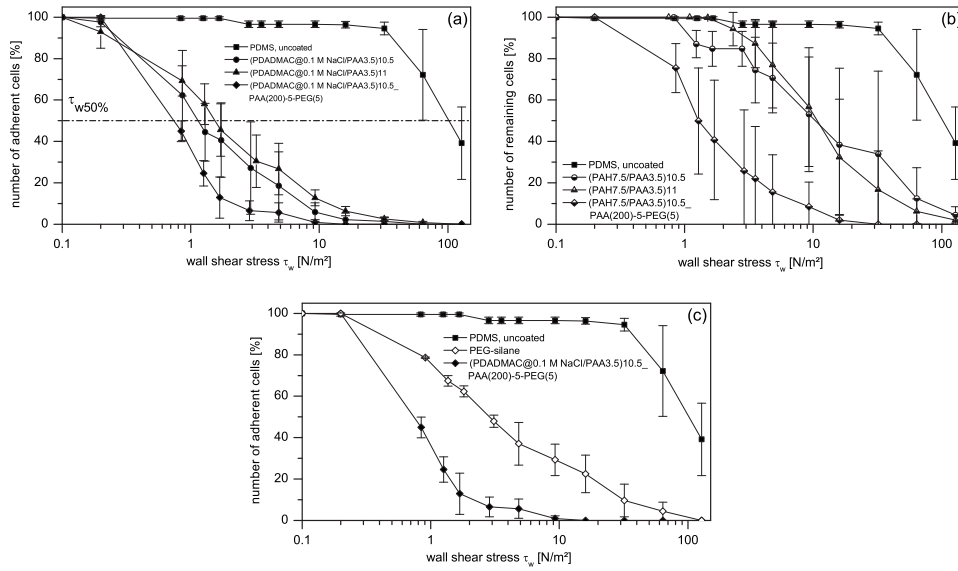 (a)
100
80
60
40
20
0
number of adherent cells [%]
τw50%
PDMS, uncoated
(PDADMAC@0.1 M NaCl/PAA3.5)10.5
(PDADMAC@0.1 M NaCl/PAA3.5)11
(PDADMAC@0.1 M NaCl/PAA3.5)10.5_
PAA(200)-5-PEG(5)
0.1 1 10 100
wall shear stress τw [N/m²]
(b)
100
80
60
40
20
0
number of remaining cells [%]
PDMS, uncoated
(PAH7.5/PAA3.5)10.5
(PAH7.5/PAA3.5)11
(PAH7.5/PAA3.5)10.5_
PAA(200)-5-PEG(5)
0.1 1 10 100
wall shear stress τw [N/m²]
(c)
100
80
60
40
20
0
number of adherent cells [%]
PDMS, uncoated
PEG-silane
(PDADMAC@0.1 M NaCl/PAA3.5)10.5_
PAA(200)-5-PEG(5)
0.1 1 10 100
wall shear stress τw [N/m²]